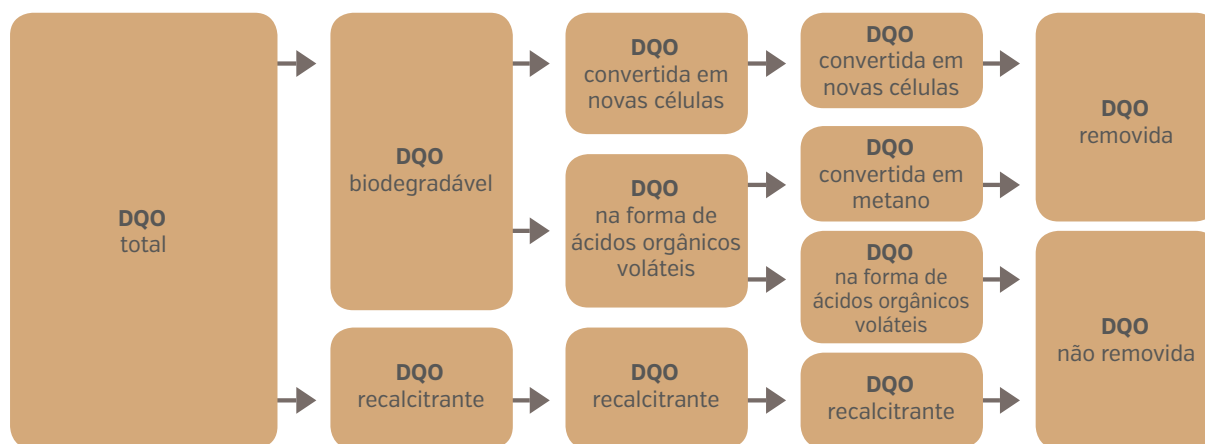 DQO
total
DQO
biodegradável
DQO
recalcitrante
DQO
convertida em
novas células
DQO
na forma de
ácidos orgânicos
voláteis
DQO
recalcitrante
DQO
convertida em
novas células
DQO
convertida em
metano
DQO
na forma de
ácidos orgânicos
voláteis
DQO
recalcitrante
DQO
removida
DQO
não removida